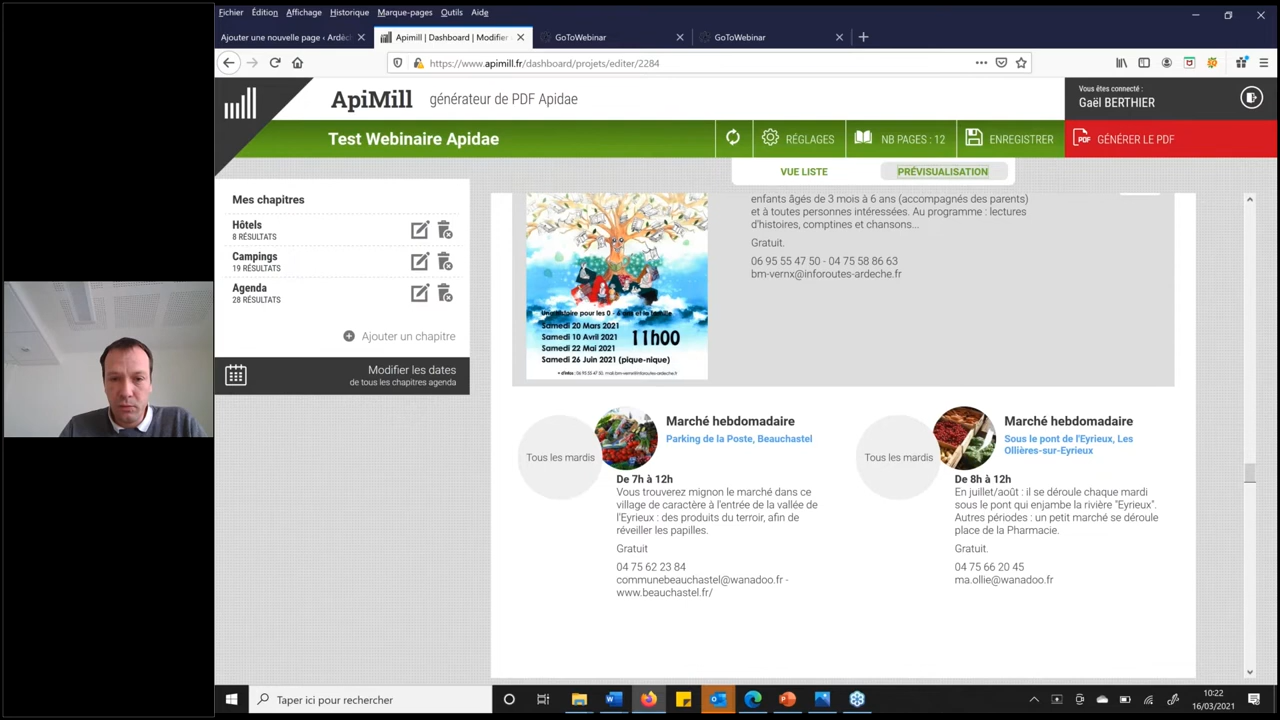 Fichier Édition Affichage Historique Marque-pages Outils Aide
Ajouter une nouvelle page ‹ Ardèch
Apimill | Dashboard | Modifier
GoToWebinar
GoToWebinar
https://www.apimill.fr/dashboard/projets/editer/2284
ApiMill générateur de PDF Apidae
Vous êtes connecté :
Gaël BERTHIER
Test Webinaire Apidae
RÉGLAGES
NB PAGES : 12
ENREGISTRER
PDF GÉNÉRER LE PDF
VUE LISTE
PRÉVISUALISATION
Mes chapitres
Hôtels
8 RÉSULTATS
Campings
19 RÉSULTATS
Agenda
28 RÉSULTATS
Ajouter un chapitre
Modifier les dates
de tous les chapitres agenda
Une histoire pour les 0 - 6 ans et la famille
Samedi 20 Mars 2021
Samedi 10 Avril 2021
Samedi 22 Mai 2021
Samedi 26 Juin 2021 (pique-nique)
11h00
enfants âgés de 3 mois à 6 ans (accompagnés des parents)
et à toutes personnes intéressées. Au programme : lectures
d'histoires, comptines et chansons...
Gratuit.
06 95 55 47 50 - 04 75 58 86 63
bm-vernx@inforoutes-ardeche.fr
Tous les mardis
Marché hebdomadaire
Parking de la Poste, Beauchastel
De 7h à 12h
Vous trouverez mignon le marché dans ce
village de caractère à l'entrée de la vallée de
l'Eyrieux : des produits du terroir, afin de
réveiller les papilles.
Gratuit
04 75 62 23 84
communebeauchastel@wanadoo.fr -
www.beauchastel.fr/
Tous les mardis
Marché hebdomadaire
Sous le pont de l'Eyrieux, Les
Ollières-sur-Eyrieux
De 8h à 12h
En juillet/août : il se déroule chaque mardi
sous le pont qui enjambe la rivière "Eyrieux".
Autres périodes : un petit marché se déroule
place de la Pharmacie.
Gratuit.
04 75 66 20 45
ma.ollie@wanadoo.fr
Taper ici pour rechercher
10:22
16/03/2021